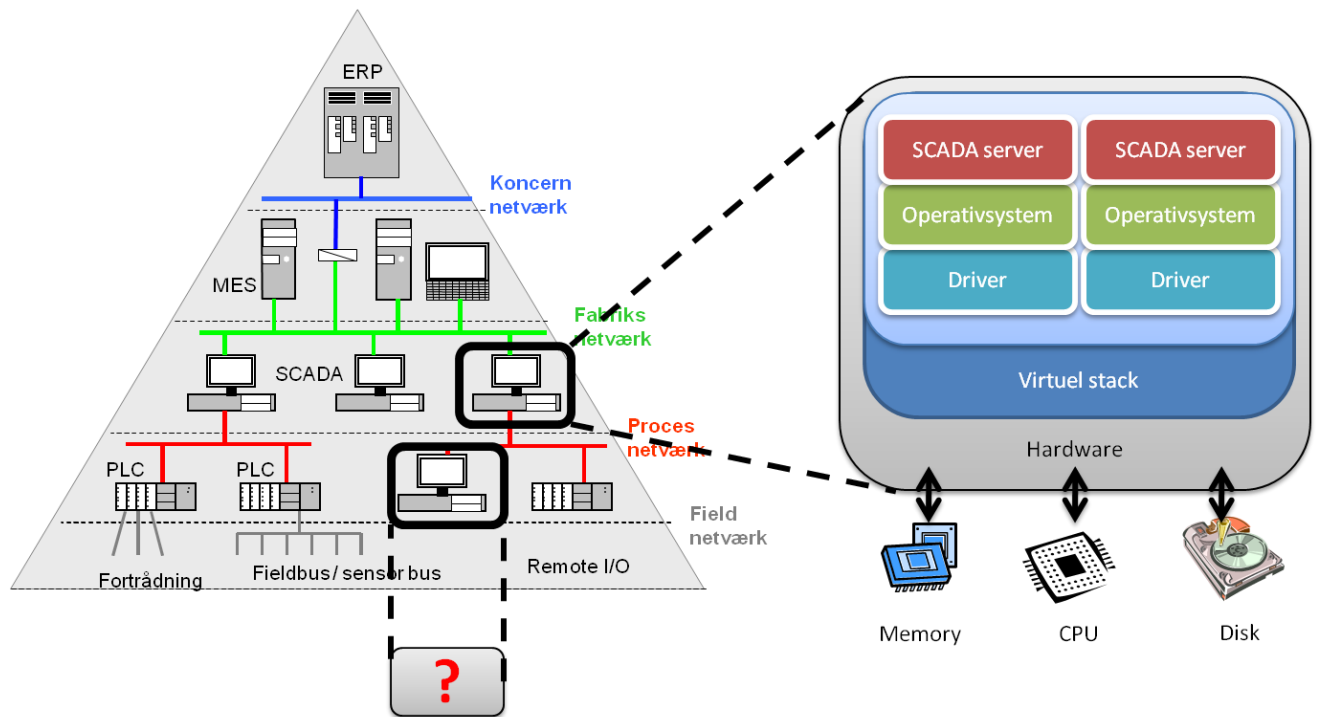 ERP
Koncern
netværk
MES
Fabriks
netværk
SCADA
Proces
netværk
PLC
PLC
Field
netværk
Fortrådning
Fieldbus / sensor bus
Remote I/O
?
SCADA server
SCADA server
Operativsystem
Operativsystem
Driver
Driver
Virtuel stack
Hardware
Memory
CPU
Disk